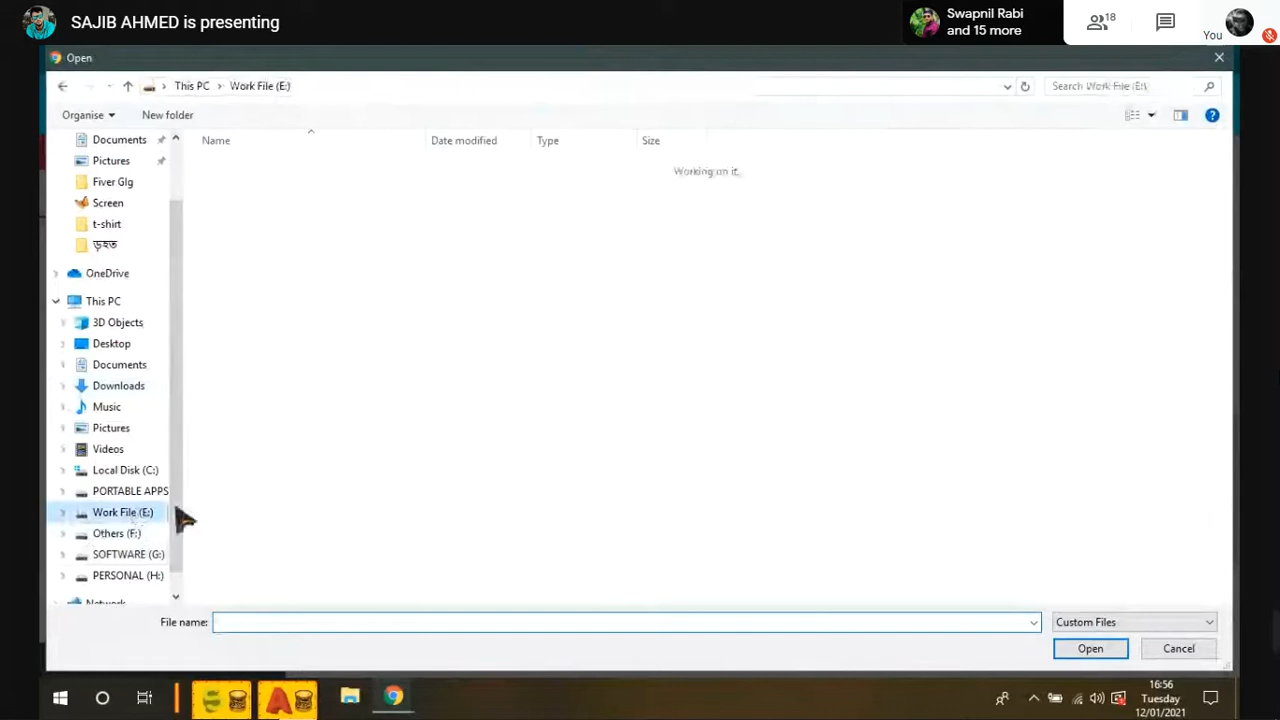 SAJIB AHMED is presenting
Swapnil Rabi
and 15 more
18
You
Open
This PC
Work File (E:)
Search Work File (E:)
Organise
New folder
Name
Date modified
Type
Size
Working on it.
Documents
Pictures
Fiver Glg
Screen
t-shirt
ড়হত
OneDrive
This PC
3D Objects
Desktop
Documents
Downloads
Music
Pictures
Videos
Local Disk (C:)
PORTABLE APPS
Work File (E:)
Others (F:)
SOFTWARE (G:)
PERSONAL (H:)
Network
File name:
Custom Files
Open
Cancel
16:56
Tuesday
12/01/2021